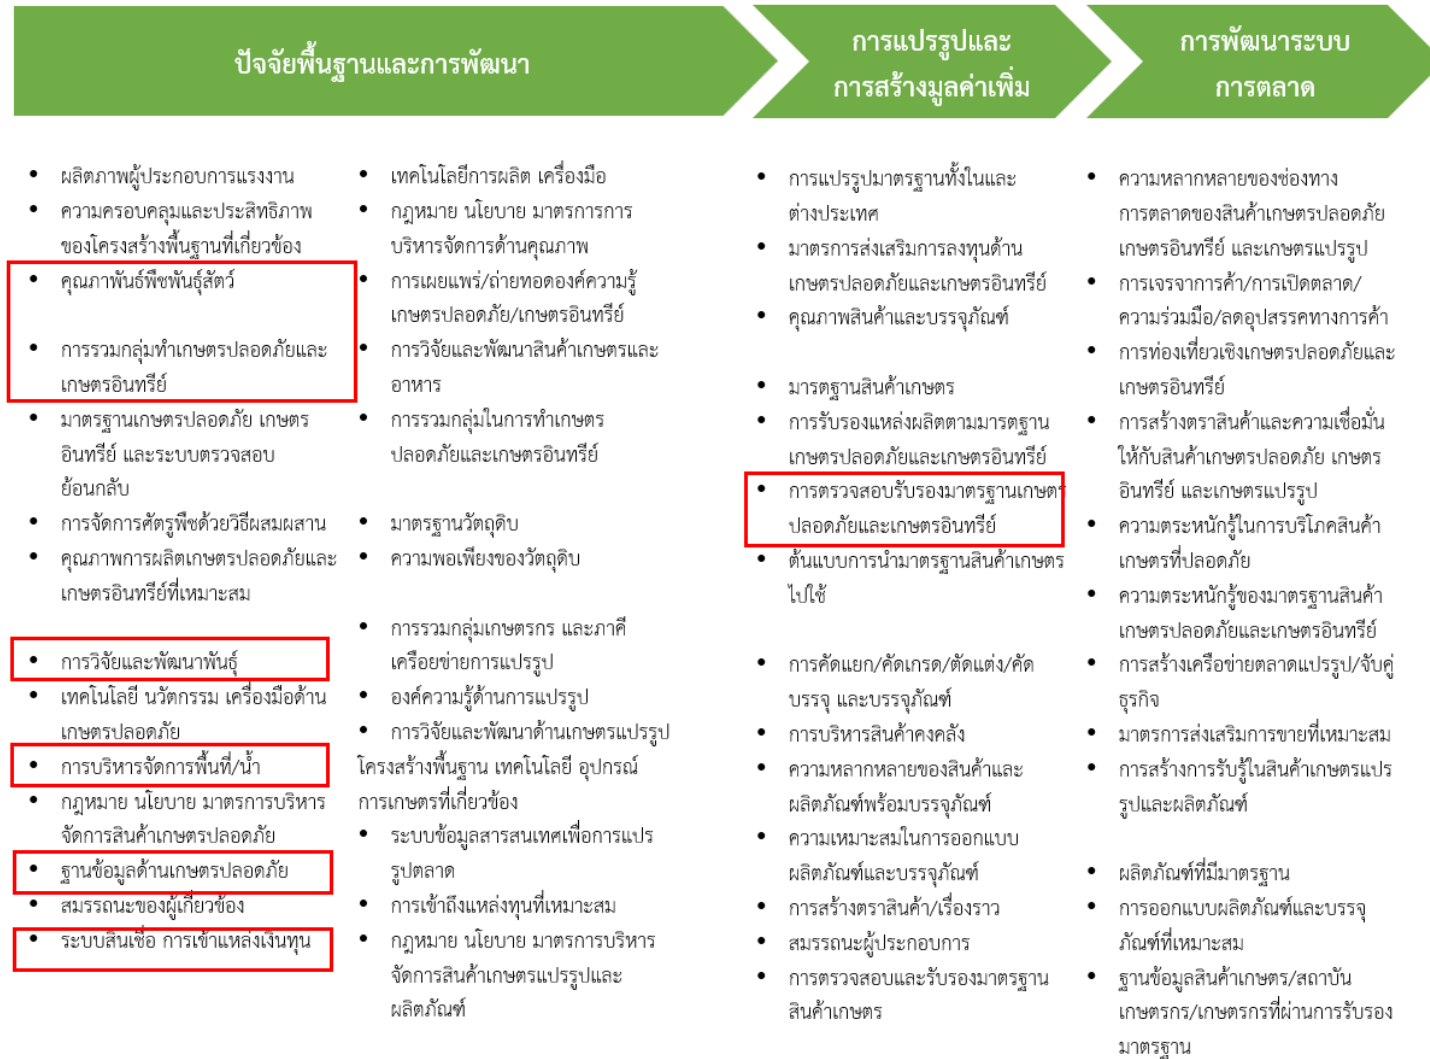 ปัจจัยพื้นฐานและการพัฒนา
การแปรรูปและ
การสร้างมูลค่าเพิ่ม
การพัฒนาระบบ
การตลาด
• ผลิตภาพผู้ประกอบการแรงงาน
• ความครอบคลุมและประสิทธิภาพ
ของโครงสร้างพื้นฐานที่เกี่ยวข้อง
• คุณภาพันธ์พืชพันธุ์สัตว์
• การรวมกลุ่มทำเกษตรปลอดภัยและ
เกษตรอินทรีย์
• มาตรฐานเกษตรปลอดภัย เกษตร
อินทรีย์ และระบบตรวจสอบ
ย้อนกลับ
• การจัดการศัตรูพืชด้วยวิธีผสมผสาน
• คุณภาพการผลิตเกษตรปลอดภัยและ
เกษตรอินทรีย์ที่เหมาะสม
• การวิจัยและพัฒนาพันธุ์
• เทคโนโลยี นวัตกรรม เครื่องมือด้าน
เกษตรปลอดภัย
• การบริหารจัดการพื้นที่/น้ำ
• กฎหมาย นโยบาย มาตรการบริหาร
จัดการสินค้าเกษตรปลอดภัย
• ฐานข้อมูลด้านเกษตรปลอดภัย
• สมรรถนะของผู้เกี่ยวข้อง
• ระบบสินเชื่อ การเข้าแหล่งเงินทุน
• เทคโนโลยีการผลิต เครื่องมือ
• กฎหมาย นโยบาย มาตรการการ
บริหารจัดการด้านคุณภาพ
• การเผยแพร่/ถ่ายทอดองค์ความรู้
เกษตรปลอดภัย/เกษตรอินทรีย์
• การวิจัยและพัฒนาสินค้าเกษตรและ
อาหาร
• การรวมกลุ่มในการทำเกษตร
ปลอดภัยและเกษตรอินทรีย์
• มาตรฐานวัตถุดิบ
• ความพอเพียงของวัตถุดิบ
• การรวมกลุ่มเกษตรกร และภาคี
เครือยข่ายการแปรรูป
• องค์ความรู้ด้านการแปรรูป
• การวิจัยและพัฒนาด้านเกษตรแปรรูป
โครงสร้างพื้นฐาน เทคโนโลยี อุปกรณ์
การเกษตรที่เกี่ยวข้อง
• ระบบข้อมูลสารสนเทศเพื่อการแปร
รูปตลาด
• การเข้าถึงแหล่งทุนที่เหมาะสม
• กฎหมาย นโยบาย มาตรการบริหาร
จัดการสินค้าเกษตรแปรรูปและ
ผลิตภัณฑ์
• การแปรรูปมาตรฐานทั้งในและ
ต่างประเทศ
• มาตรการส่งเสริมการลงทุนด้าน
เกษตรปลอดภัยและเกษตรอินทรีย์
• คุณภาพสินค้าและบรรจุภัณฑ์
• มารตฐานสินค้าเกษตร
• การรับรองแหล่งผลิตตามมารตฐาน
เกษตรปลอดภัยและเกษตรอินทรีย์
• การตรวจสอบรับรองมาตรฐานเกษตร
ปลอดภัยและเกษตรอินทรีย์
• ต้นแบบการนำมาตรฐานสินค้าเกษตร
ไปใช้
• การคัดแยก/คัดเกรด/ตัดแต่ง/คัด
บรรจุ และบรรจุภัณฑ์
• การบริหารสินค้าคงคลัง
• ความหลากหลายของสินค้าและ
ผลิตภัณฑ์พร้อมบรรจุภัณฑ์
• ความเหมาะสมในการออกแบบ
ผลิตภัณฑ์และบรรจุภัณฑ์
• การสร้างตราสินค้า/เรื่องราว
• สมรรถนะผู้ประกอบการ
• การตรวจสอบและรับรองมาตรฐาน
สินค้าเกษตร
• ความหลากหลายของช่องทาง
การตลาดของสินค้าเกษตรปลอดภัย
เกษตรอินทรีย์ และเกษตรแปรรูป
• การเจรจาการค้า/การเปิดตลาด/
ความร่วมมือ/ลดอุปสรรคทางการค้า
• การท่องเที่ยวเชิงเกษตรปลอดภัยและ
เกษตรอินทรีย์
• การสร้างตราสินค้าและความเชื่อมั่น
ให้กับสินค้าเกษตรปลอดภัย เกษตร
อินทรีย์ และเกษตรแปรรูป
• ความตระหนักรู้ในการบริโภคสินค้า
เกษตรที่ปลอดภัย
• ความตระหนักรู้ของมาตรฐานสินค้า
เกษตรปลอดภัยและเกษตรอินทรีย์
• การสร้างเครือข่ายตลาดแปรรูป/จับคู่
ธุรกิจ
• มาตรการส่งเสริมการขายที่เหมาะสม
• การสร้างการรับรู้ในสินค้าเกษตรแปร
รูปและผลิตภัณฑ์
• ผลิตภัณฑ์ที่มีมาตรฐาน
• การออกแบบผลิตภัณฑ์และบรรจุ
ภัณฑ์ที่เหมาะสม
• ฐานข้อมูลสินค้าเกษตร/สถาบัน
เกษตรกร/เกษตรกรที่ผ่านการรับรอง
มาตรฐาน